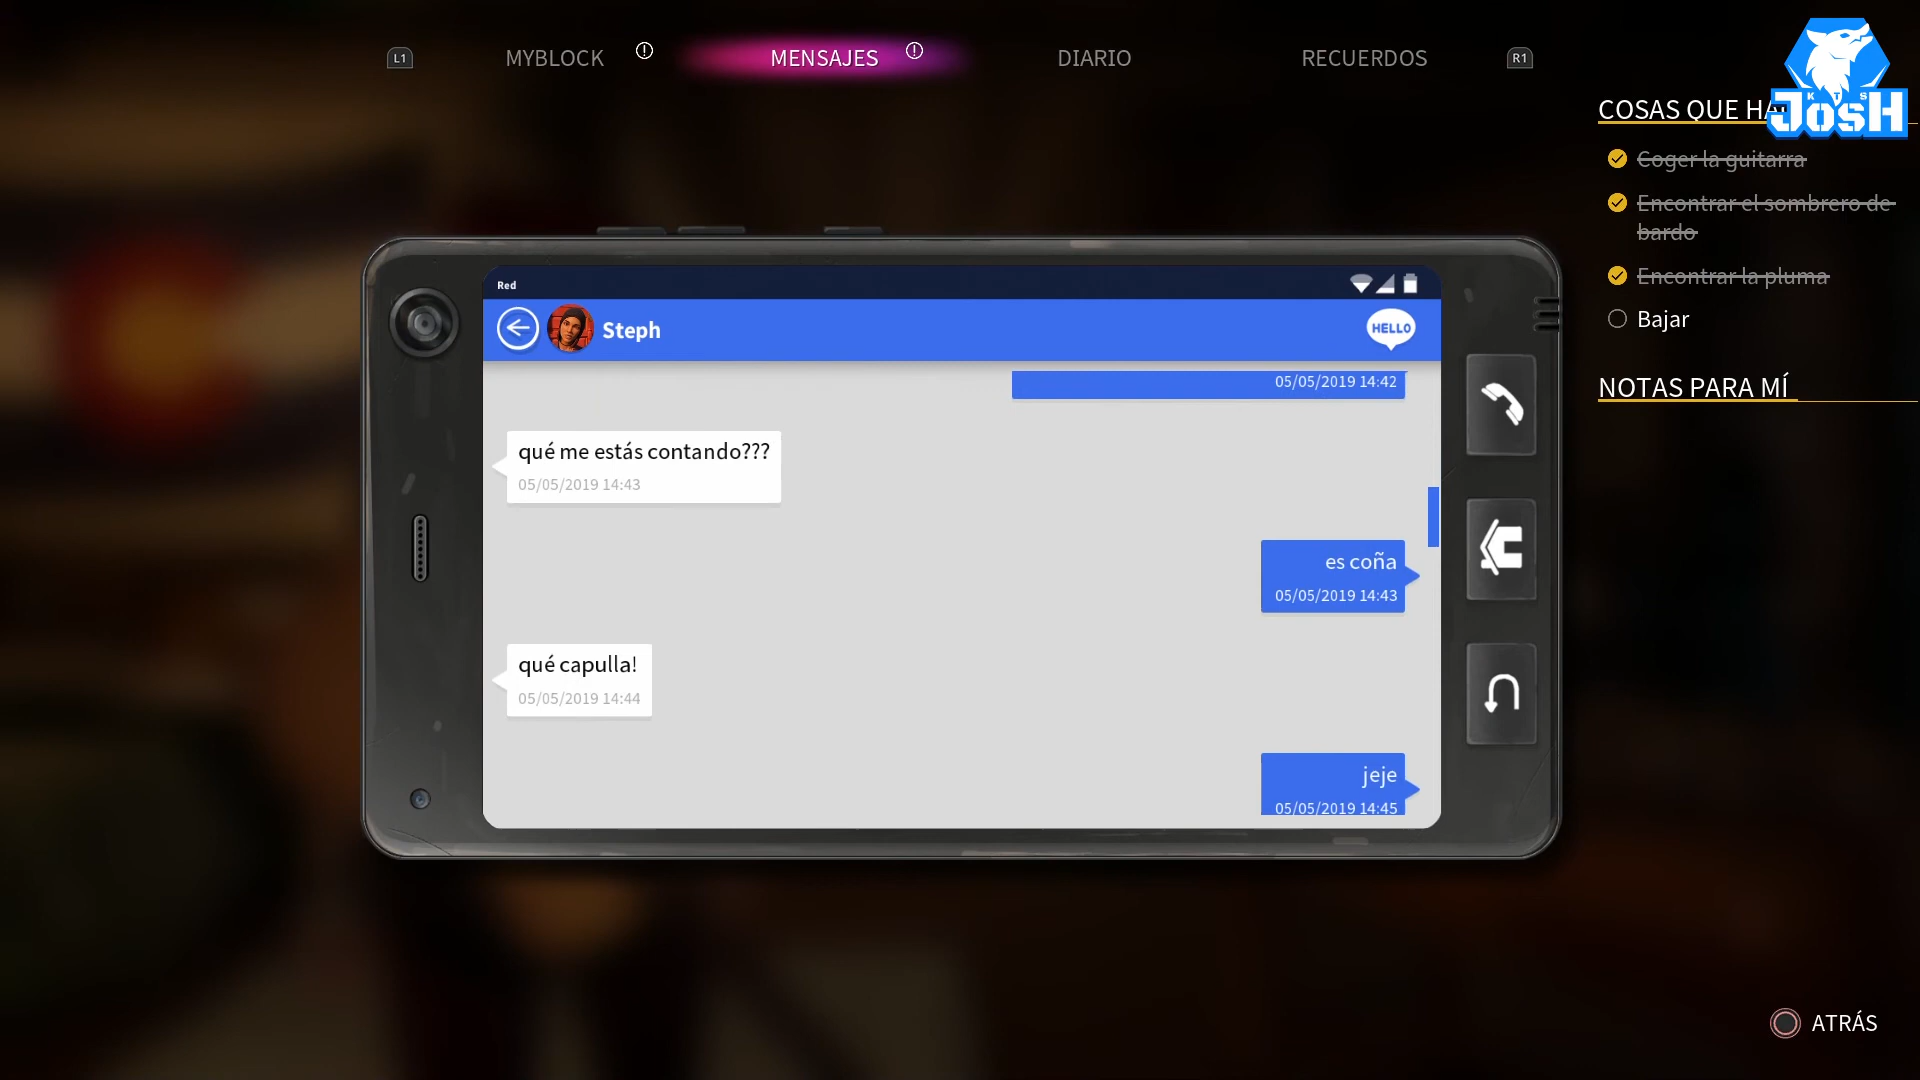 L1
MYBLOCK
MENSAJES
DIARIO
RECUERDOS
R1
COSAS QUE
K T S
JOSH
Coger la guitarra
Encontrar el sombrero de
bardo
Encontrar la pluma
Bajar
NOTAS PARA MÍ
Red
Steph
HELLO
05/05/2019 14:42
qué me estás contando???
05/05/2019 14:43
es coña
05/05/2019 14:43
qué capulla!
05/05/2019 14:44
jeje
05/05/2019 14:45
ATRÁS